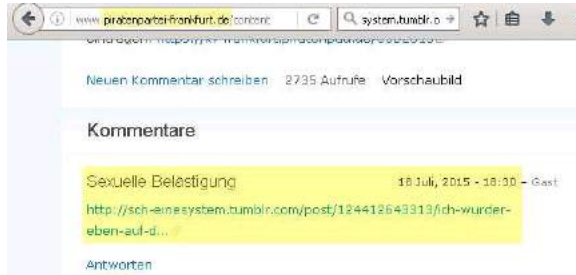 www.piratenpartei-frankfurt.de/content
system.tumblr.o
Neuen Kommentar schreiben 2735 Aufrufe Vorschaubild
Kommentare
Sexuelle Belästigung 18 Juli, 2015 - 18:30 - Gast
http://sch-einesystem.tumblr.com/post/124412643313/ich-wurder-
eben-auf-d...
Antworten